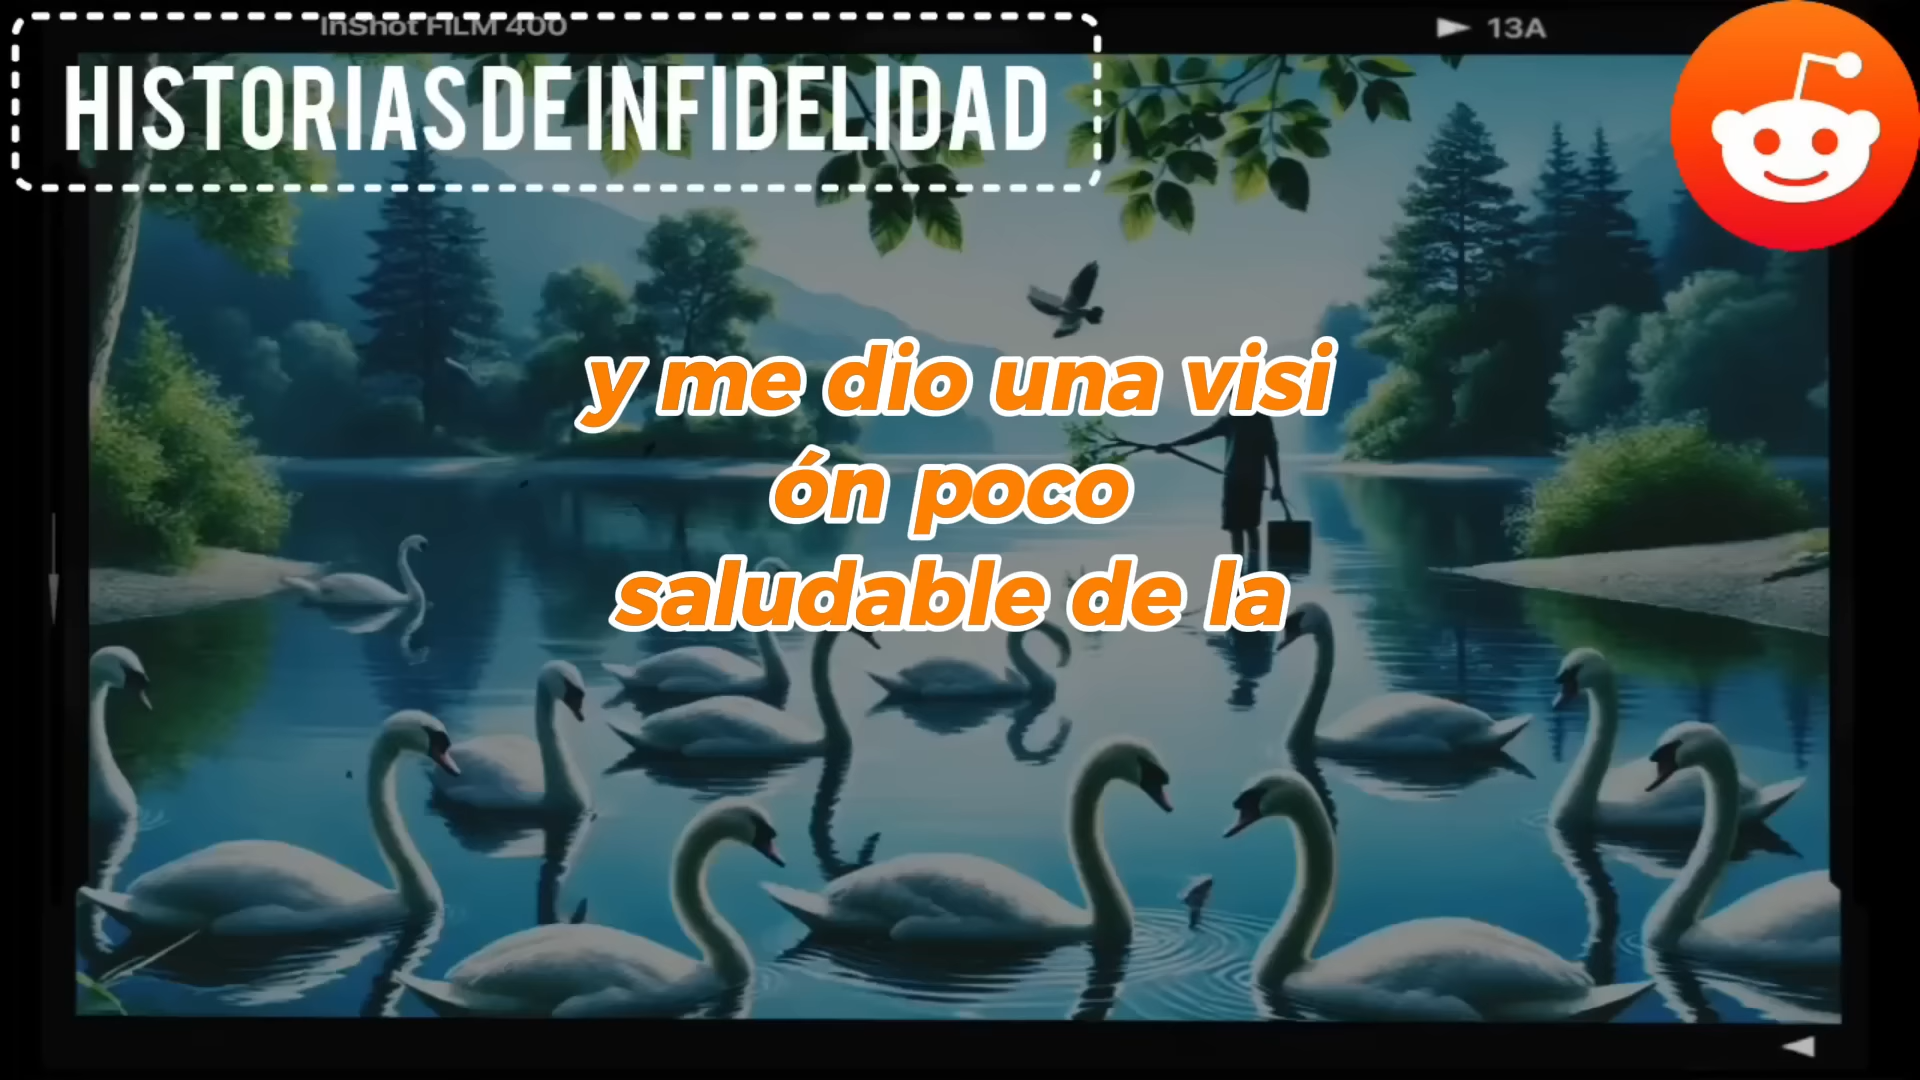 InShot FILM 400
13A
HISTORIAS DE INFIDELIDAD
y me dio una visi
ón poco
saludable de la